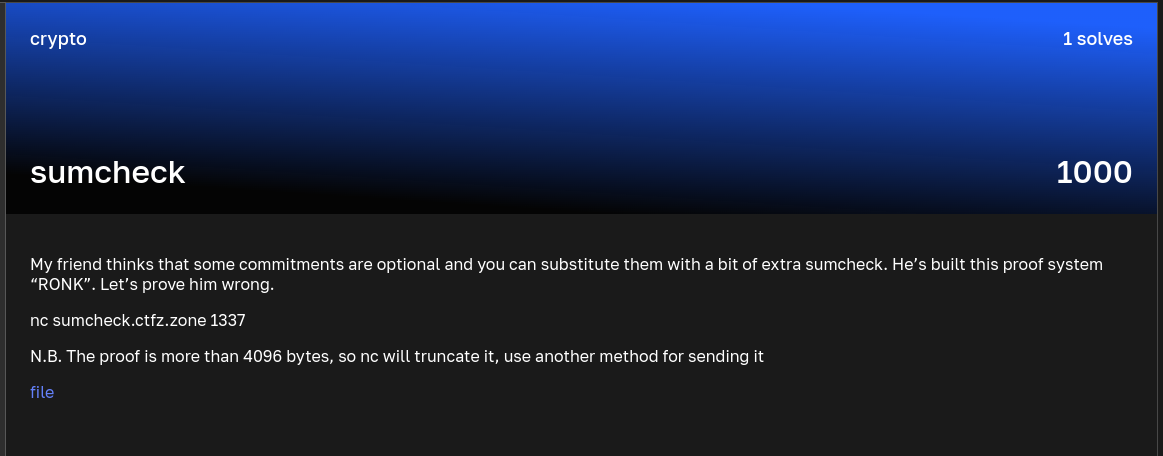 crypto
1 solves
sumcheck
1000
My friend thinks that some commitments are optional and you can substitute them with a bit of extra sumcheck. He’s built this proof system
“RONK”. Let’s prove him wrong.
nc sumcheck.ctfz.zone 1337
N.B. The proof is more than 4096 bytes, so nc will truncate it, use another method for sending it
file